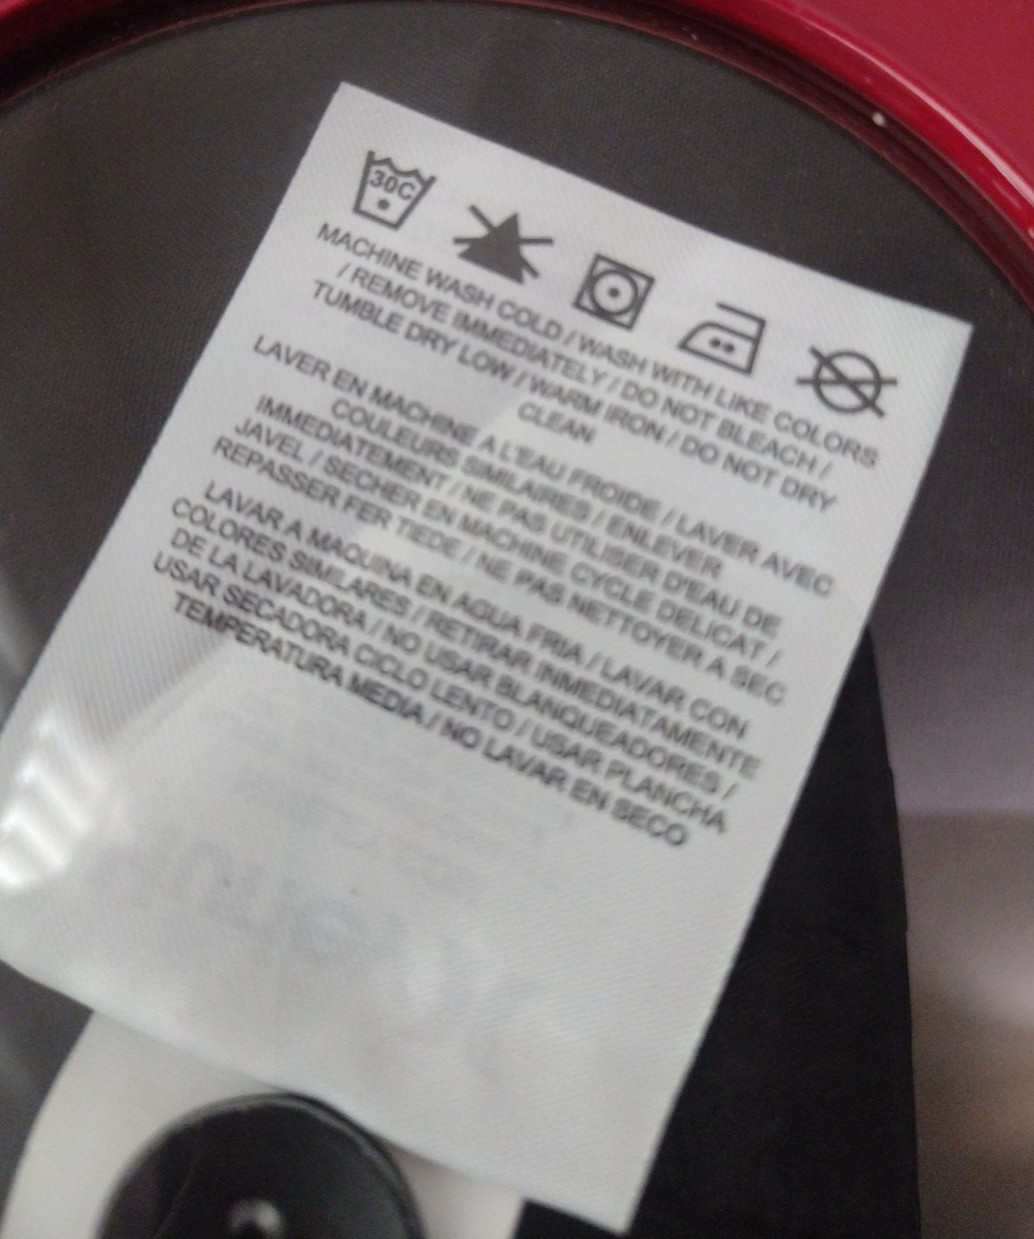 30C
MACHINE WASH COLD / WASH WITH LIKE COLORS
/ REMOVE IMMEDIATELY / DO NOT BLEACH /
TUMBLE DRY LOW / WARM IRON / DO NOT DRY
CLEAN
LAVER EN MACHINE A L'EAU FROIDE / LAVER AVEC
COULEURS SIMILAIRES / ENLEVER
IMMEDIATEMENT / NE PAS UTILISER D'EAU DE
JAVEL / SECHER EN MACHINE CYCLE DELICAT /
REPASSER FER TIEDE / NE PAS NETTOYER A SEC
LAVAR A MAQUINA EN AGUA FRIA / LAVAR CON
COLORES SIMILARES / RETIRAR INMEDIATAMENTE
DE LA LAVADORA / NO USAR BLANQUEADORES /
USAR SECADORA CICLO LENTO / USAR PLANCHA
TEMPERATURA MEDIA / NO LAVAR EN SECO